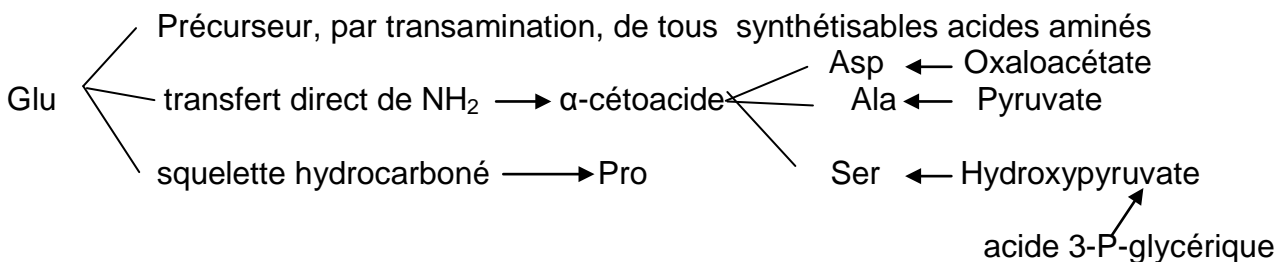 Précurseur, par transamination, de tous synthétisables acides aminés
Asp Oxaloacétate
Glu transfert direct de NH₂ α-cétoacide Ala Pyruvate
squelette hydrocarboné Pro Ser Hydroxypyruvate
acide 3-P-glycérique